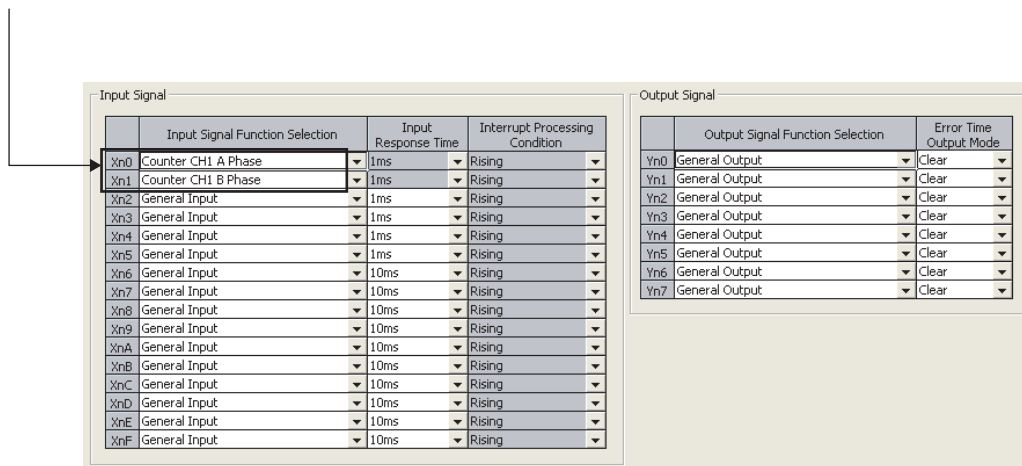 Input Signal
Input Signal Function Selection Input Response Time Interrupt Processing Condition
Xn0 Counter CH1 A Phase 1ms Rising
Xn1 Counter CH1 B Phase 1ms Rising
Xn2 General Input 1ms Rising
Xn3 General Input 1ms Rising
Xn4 General Input 1ms Rising
Xn5 General Input 1ms Rising
Xn6 General Input 10ms Rising
Xn7 General Input 10ms Rising
Xn8 General Input 10ms Rising
Xn9 General Input 10ms Rising
XnA General Input 10ms Rising
XnB General Input 10ms Rising
XnC General Input 10ms Rising
XnD General Input 10ms Rising
XnE General Input 10ms Rising
XnF General Input 10ms Rising
Output Signal
Output Signal Function Selection Error Time Output Mode
Yn0 General Output Clear
Yn1 General Output Clear
Yn2 General Output Clear
Yn3 General Output Clear
Yn4 General Output Clear
Yn5 General Output Clear
Yn6 General Output Clear
Yn7 General Output Clear